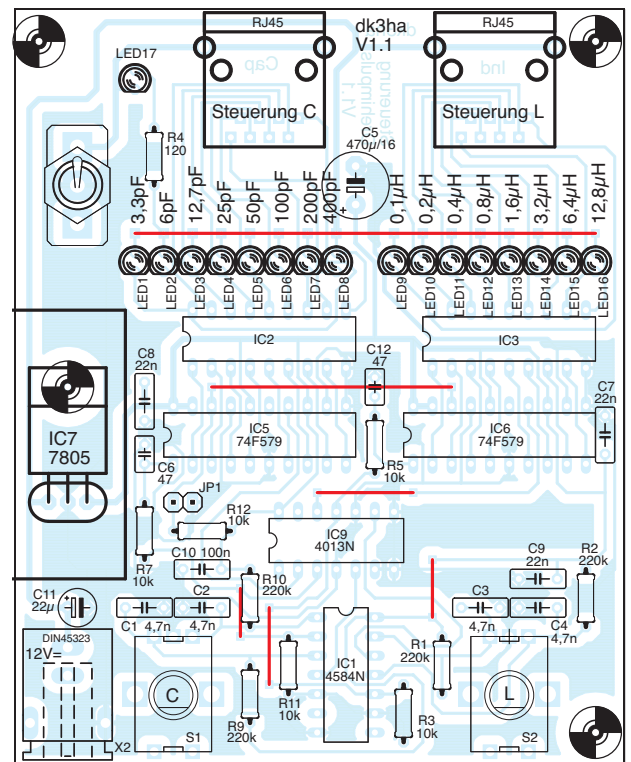 RJ45
dk3ha
V1.1
RJ45
LED17
Cap
Ind
V1.1
Steuerung
Steuerung C
Steuerung L
R4
120
C5
470µ/16
3,3pF
6pF
12,7pF
25pF
50pF
100pF
200pF
400pF
0,1µH
0,2µH
0,4µH
0,8µH
1,6µH
3,2µH
6,4µH
12,8µH
LED1
LED2
LED3
LED4
LED5
LED6
LED7
LED8
LED9
LED10
LED11
LED12
LED13
LED14
LED15
LED16
IC2
IC3
C8
22n
C12
47
C7
22n
IC7
7805
IC5
74F579
IC6
74F579
C6
47
R5
10k
JP1
R12
10k
IC9
4013N
R7
10k
C10 100n
R10
220k
C9
22n
R2
220k
C11
22µ
C2
C3
C1 4,7n
4,7n
4,7n
C4
4,7n
DIN45323
12V=
IC1
4584N
R1
220k
C
L
R11
10k
R9
220k
R3
10k
X2
S1
S2